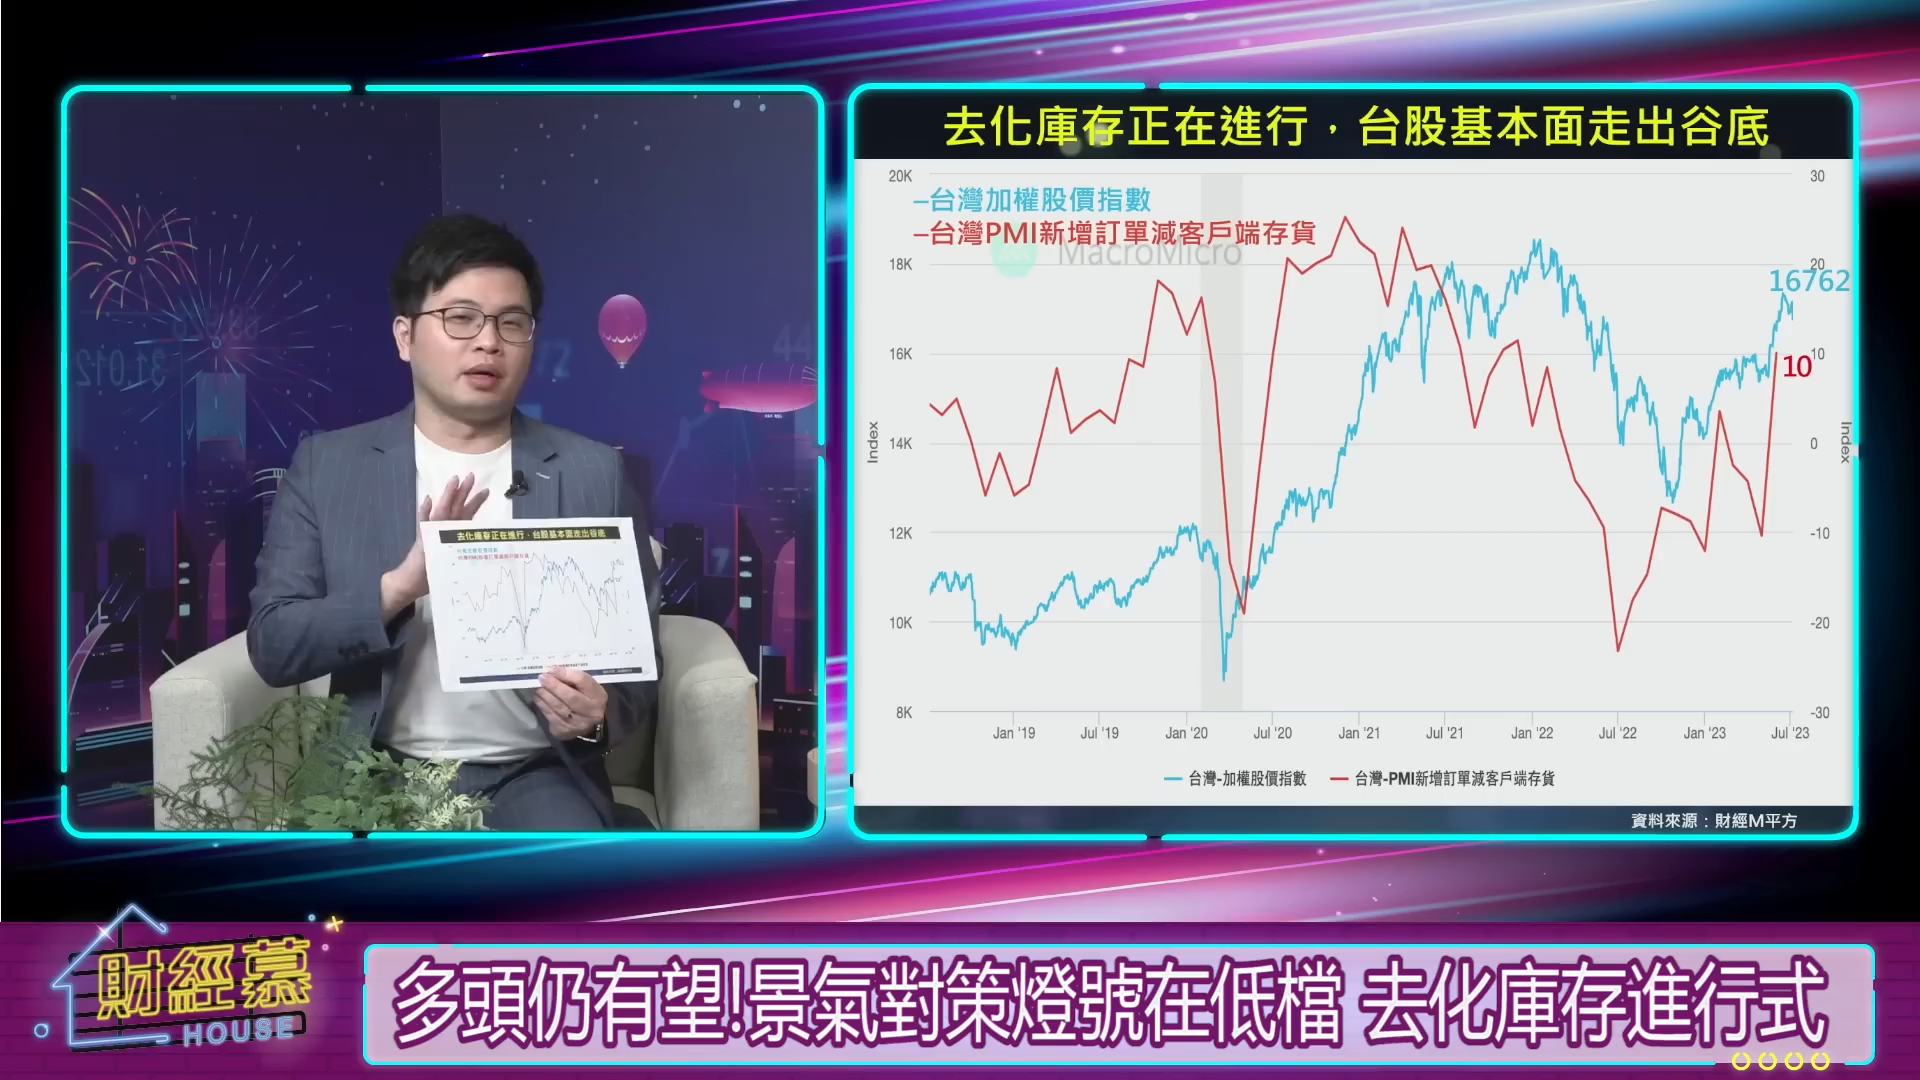 去化庫存正在進行，台股基本面走出谷底
20K
30
–台灣加權股價指數
–台灣PMI新增訂單減客戶端存貨
MacroMicro
18K
20
16762
16K
10
10
Index
14K
0
Index
12K
-10
10K
-20
8K
-30
Jan '19 Jul '19 Jan '20 Jul '20 Jan '21 Jul '21 Jan '22 Jul '22 Jan '23 Jul '23
台灣-加權股價指數 台灣-PMI新增訂單減客戶端存貨
資料來源：財經M平方
去化庫存正在進行，台股基本面走出谷底
31.012
44
72
財經慕
HOUSE
多頭仍有望!景氣對策燈號在低檔 去化庫存進行式